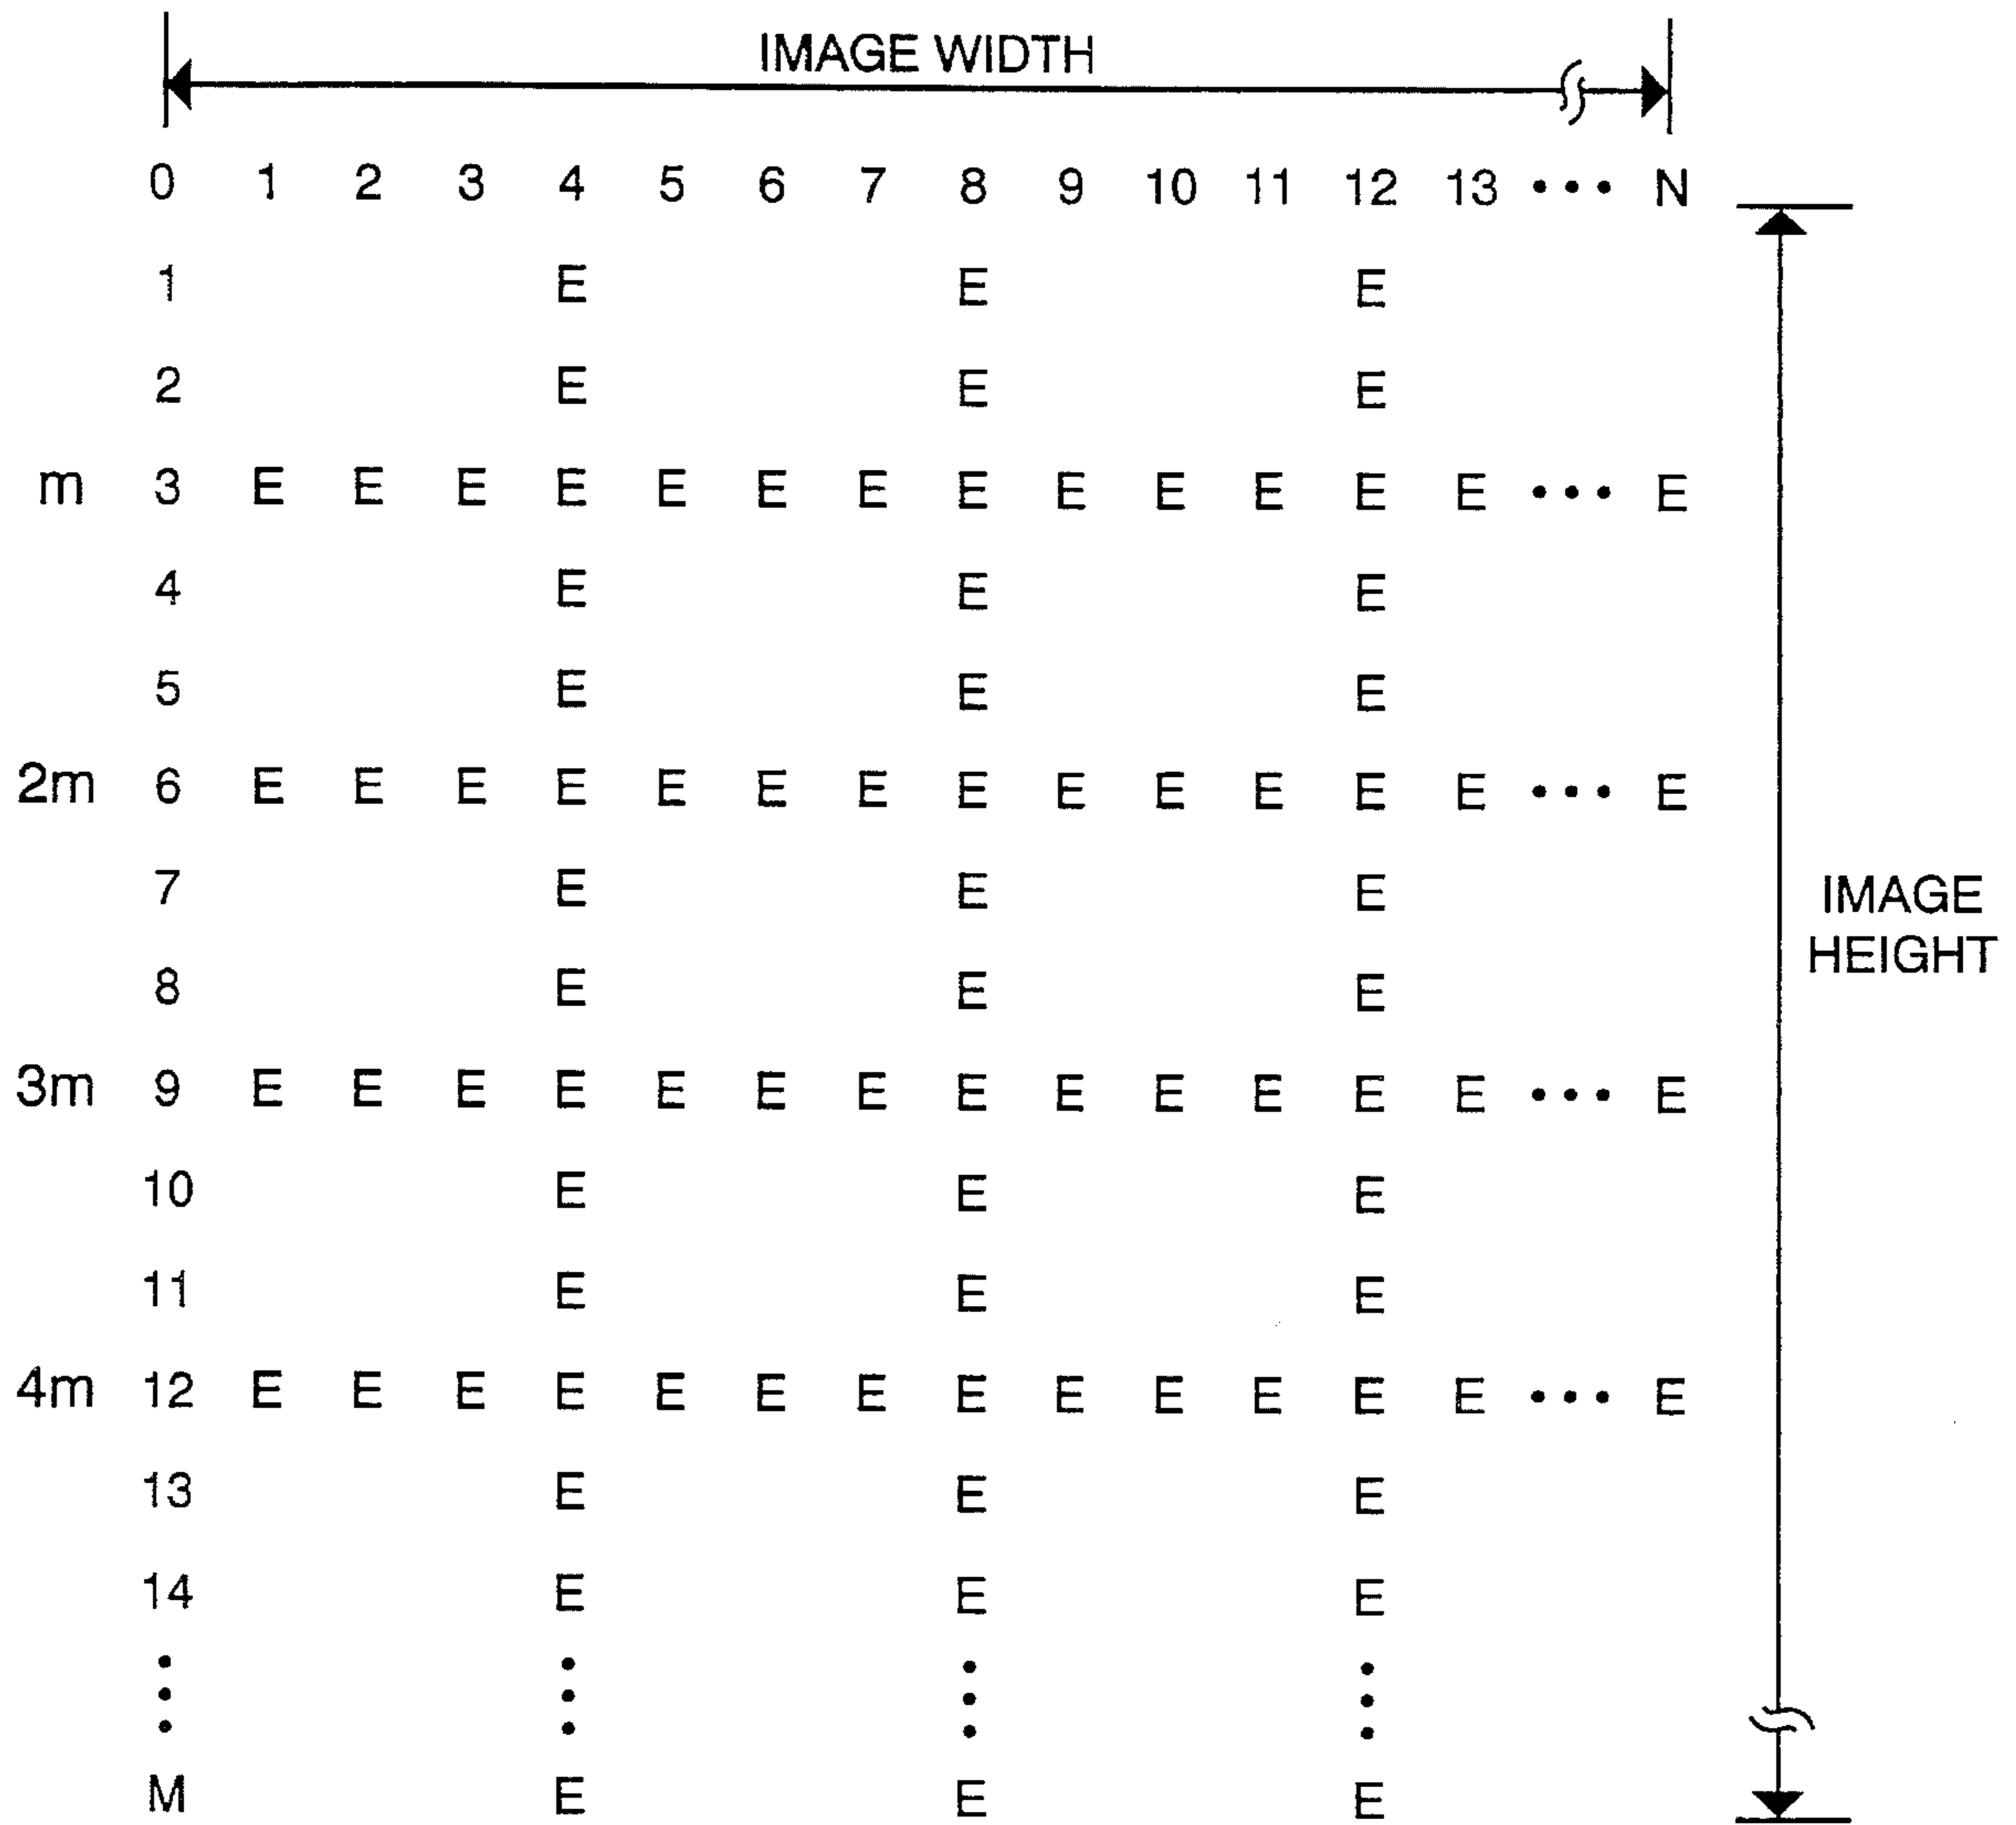 IMAGE WIDTH
0 1 2 3 4 5 6 7 8 9 10 11 12 13 ••• N
1 E E E
2 E E E
m 3 E E E E E E E E E E E E E ••• E
4 E E E
5 E E E
2m 6 E E E E E E E E E E E E E ••• E
7 E E E
8 E E E
3m 9 E E E E E E E E E E E E E ••• E
10 E E E
11 E E E
4m 12 E E E E E E E E E E E E E ••• E
13 E E E
14 E E E
M E E E
IMAGE
HEIGHT